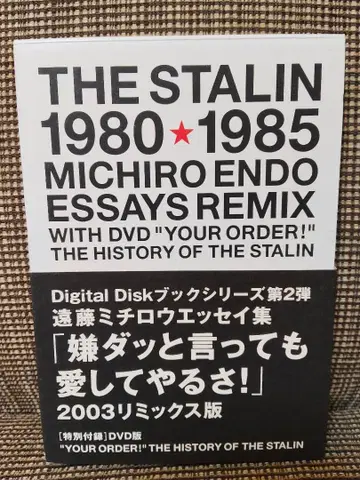 THE STALIN
1980★1985
MICHIRO ENDO
ESSAYS REMIX
WITH DVD "YOUR ORDER!"
THE HISTORY OF THE STALIN
Digital Diskブックシリーズ第2弾
遠藤ミチロウエッセイ集
「嫌ダッと言っても
愛してやるさ!」
2003リミックス版
[特別付録]DVD版
"YOUR ORDER!" THE HISTORY OF THE STALIN